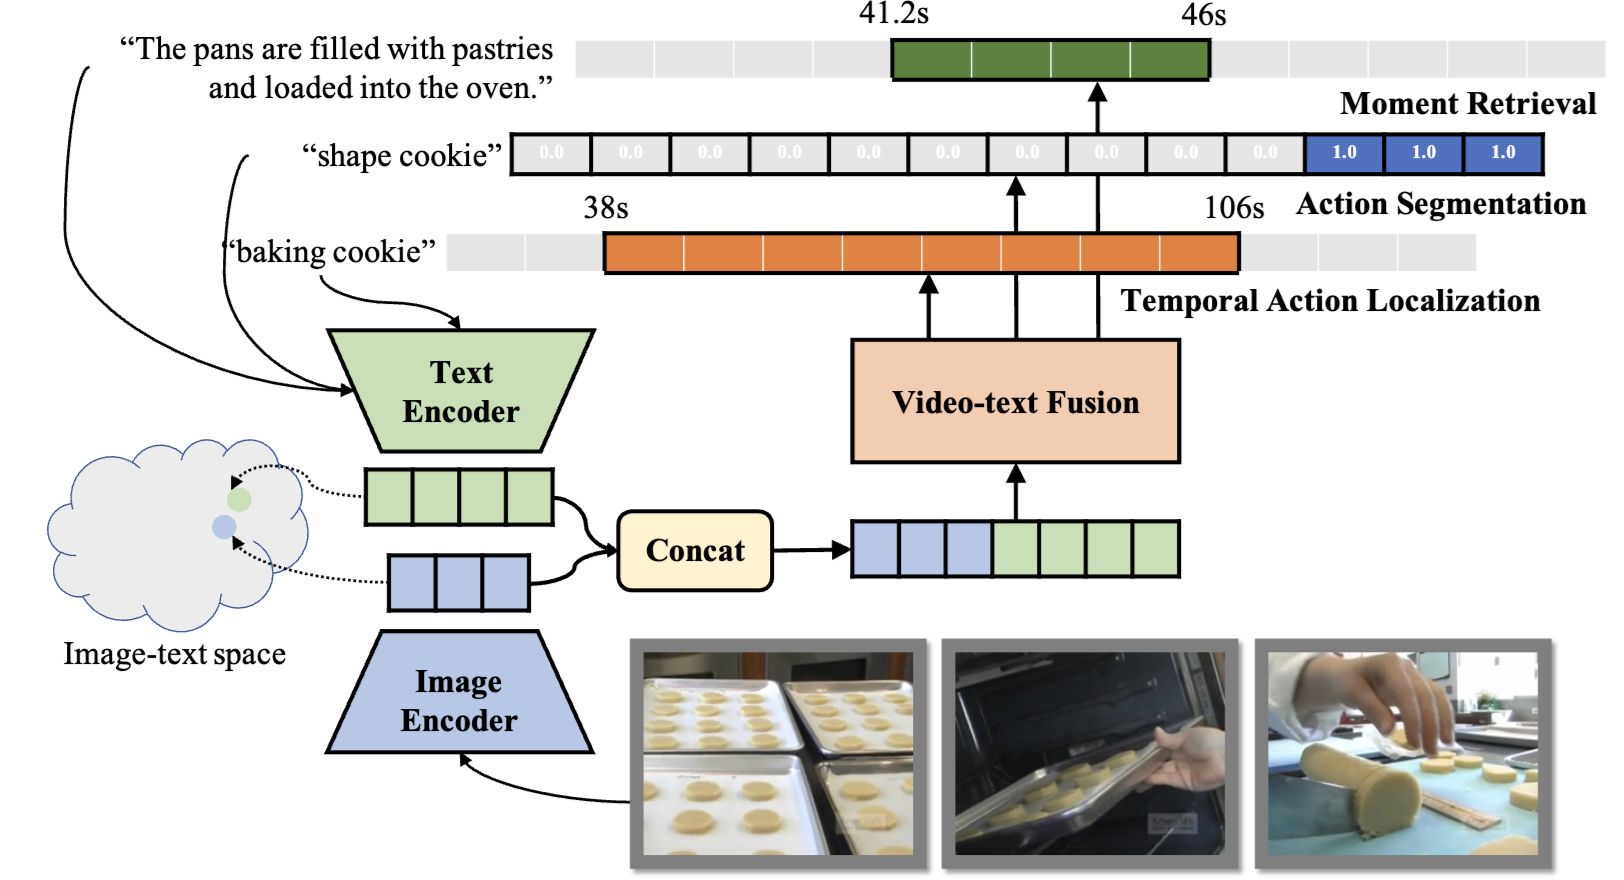 41.2s 46s
“The pans are filled with pastries
and loaded into the oven.”
Moment Retrieval
“shape cookie” 0.0 0.0 0.0 0.0 0.0 0.0 0.0 0.0 0.0 0.0 1.0 1.0 1.0
38s 106s Action Segmentation
“baking cookie”
Temporal Action Localization
Text
Encoder
Video-text Fusion
Concat
Image-text space
Image
Encoder